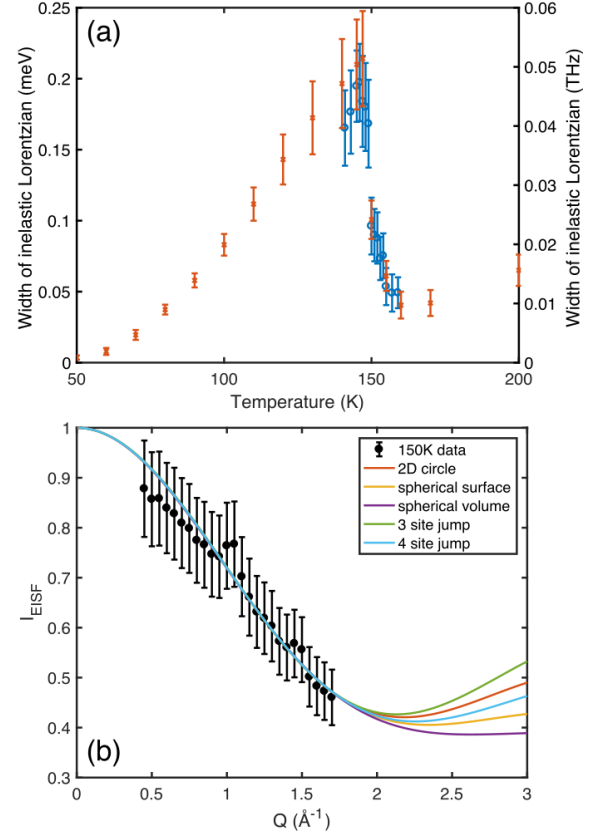 (a)
Width of inelastic Lorentzian (meV)
0.25
0.2
0.15
0.1
0.05
0
50
100
150
200
Temperature (K)
0.06
0.05
0.04
0.03
0.02
0.01
0
Width of inelastic Lorentzian (THz)
1
0.9
0.8
0.7
0.6
0.5
0.4
0.3
I_EISF
150K data
2D circle
spherical surface
spherical volume
3 site jump
4 site jump
(b)
0
0.5
1
1.5
2
2.5
3
Q (Å⁻¹)